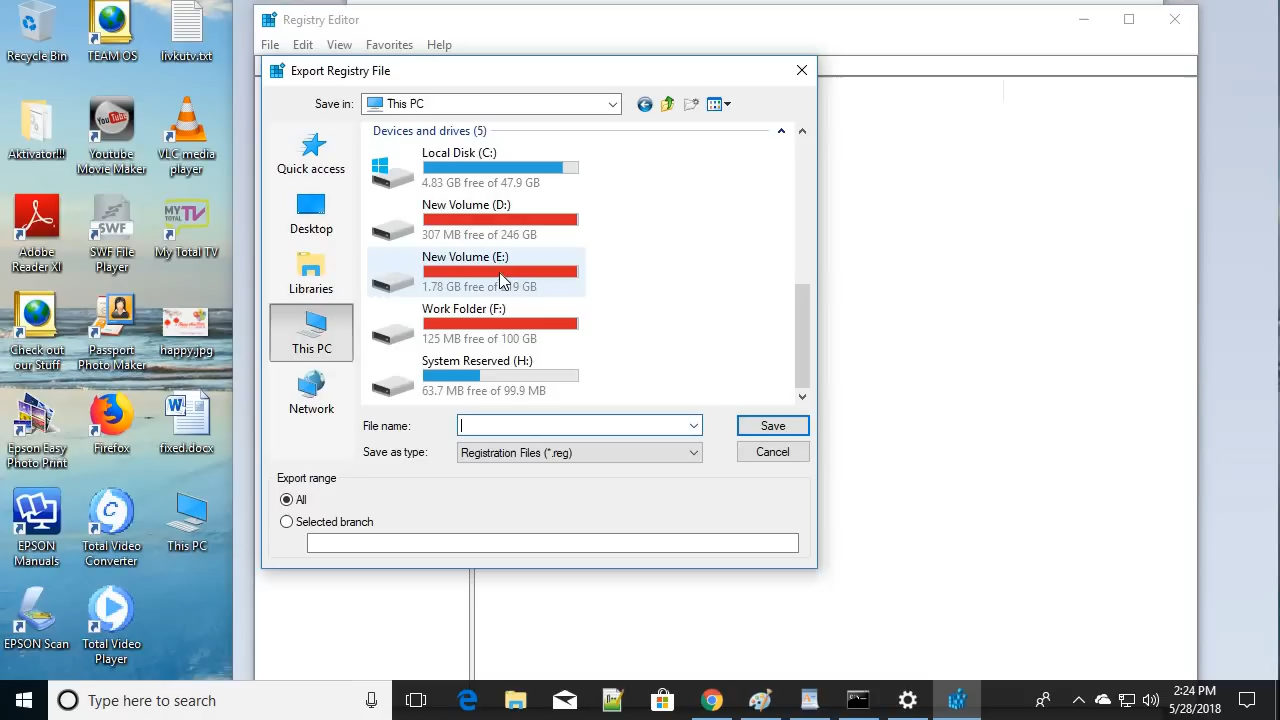 Recycle Bin
TEAM OS
livkutv.txt
Aktivator!!!
Youtube
Movie Maker
VLC media
player
Adobe
Reader XI
SWF File
Player
My Total TV
Check out
our Stuff
Passport
Photo Maker
happy.jpg
Epson Easy
Photo Print
Firefox
fixed.docx
EPSON
Manuals
Total Video
Converter
This PC
EPSON Scan
Total Video
Player
Registry Editor
File Edit View Favorites Help
Export Registry File
Save in: This PC
Quick access
Desktop
Libraries
This PC
Network
Devices and drives (5)
Local Disk (C:)
4.83 GB free of 47.9 GB
New Volume (D:)
307 MB free of 246 GB
New Volume (E:)
1.78 GB free of GB
Work Folder (F:)
125 MB free of 100 GB
System Reserved (H:)
63.7 MB free of 99.9 MB
File name:
Save
Save as type: Registration Files (*.reg)
Cancel
Export range
All
Selected branch
Type here to search
2:24 PM
5/28/2018